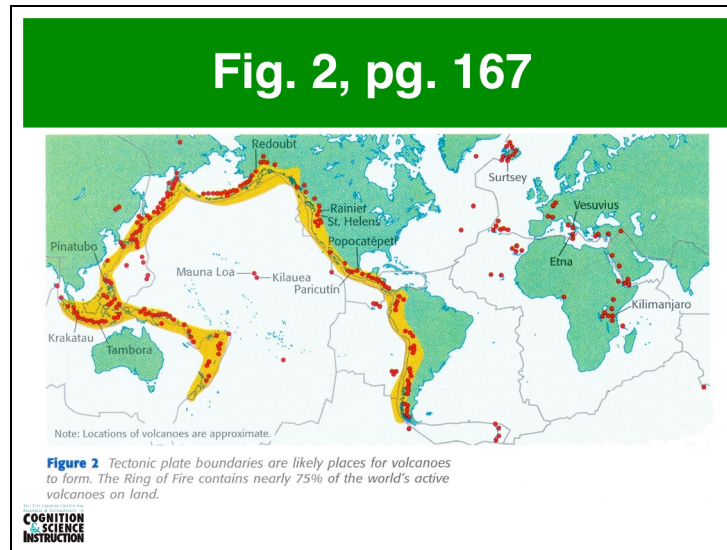 Fig. 2, pg. 167
Redoubt
Surtsey
Rainier
St. Helens
Vesuvius
Pinatubo
Popocatépetl
Mauna Loa
Kilauea
Etna
Paricutín
Kilimanjaro
Krakatau
Tambora
Note: Locations of volcanoes are approximate.
Figure 2 Tectonic plate boundaries are likely places for volcanoes
to form. The Ring of Fire contains nearly 75% of the world's active
volcanoes on land.
COGNITION
& SCIENCE
INSTRUCTION